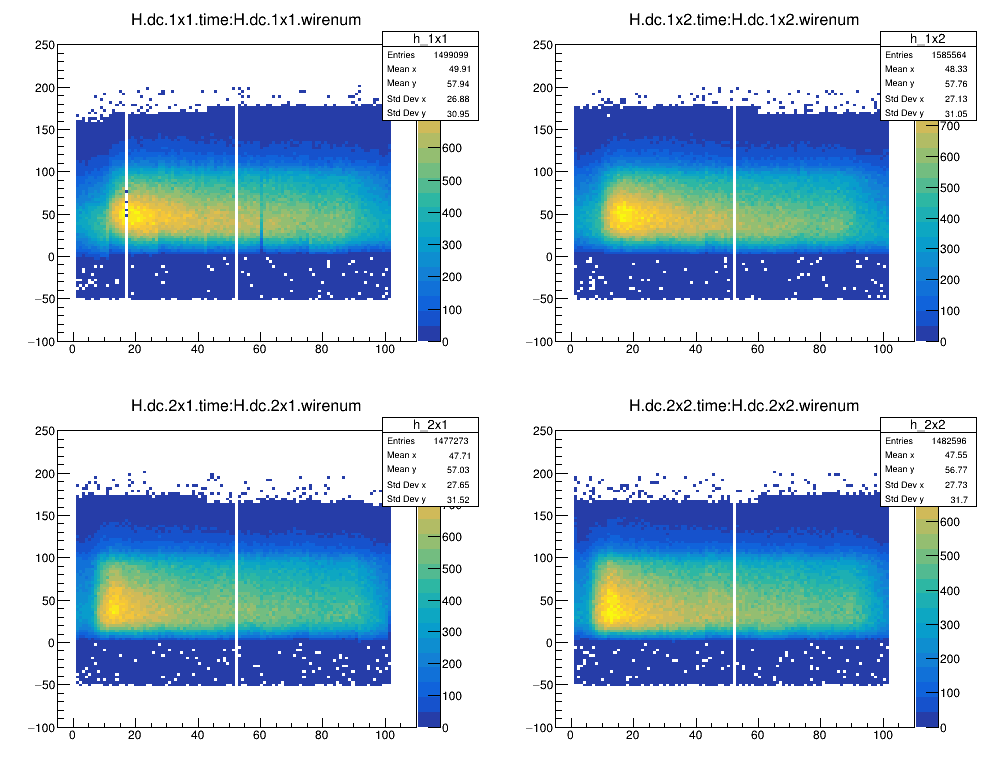 H.dc.1x1.time:H.dc.1x1.wirenum
h_1x1
Entries 1499099
Mean x 49.91
Mean y 57.94
Std Dev x 26.88
Std Dev y 30.95
250
200
150
100
50
0
−50
−100
0 20 40 60 80 100
600
500
400
300
200
100
0
H.dc.1x2.time:H.dc.1x2.wirenum
h_1x2
Entries 1585564
Mean x 48.33
Mean y 57.76
Std Dev x 27.13
Std Dev y 31.05
250
200
150
100
50
0
−50
−100
0 20 40 60 80 100
700
600
500
400
300
200
100
0
H.dc.2x1.time:H.dc.2x1.wirenum
h_2x1
Entries 1477273
Mean x 47.71
Mean y 57.03
Std Dev x 27.65
Std Dev y 31.52
250
200
150
100
50
0
−50
−100
0 20 40 60 80 100
700
600
500
400
300
200
100
0
H.dc.2x2.time:H.dc.2x2.wirenum
h_2x2
Entries 1482596
Mean x 47.55
Mean y 56.77
Std Dev x 27.73
Std Dev y 31.7
250
200
150
100
50
0
−50
−100
0 20 40 60 80 100
600
500
400
300
200
100
0